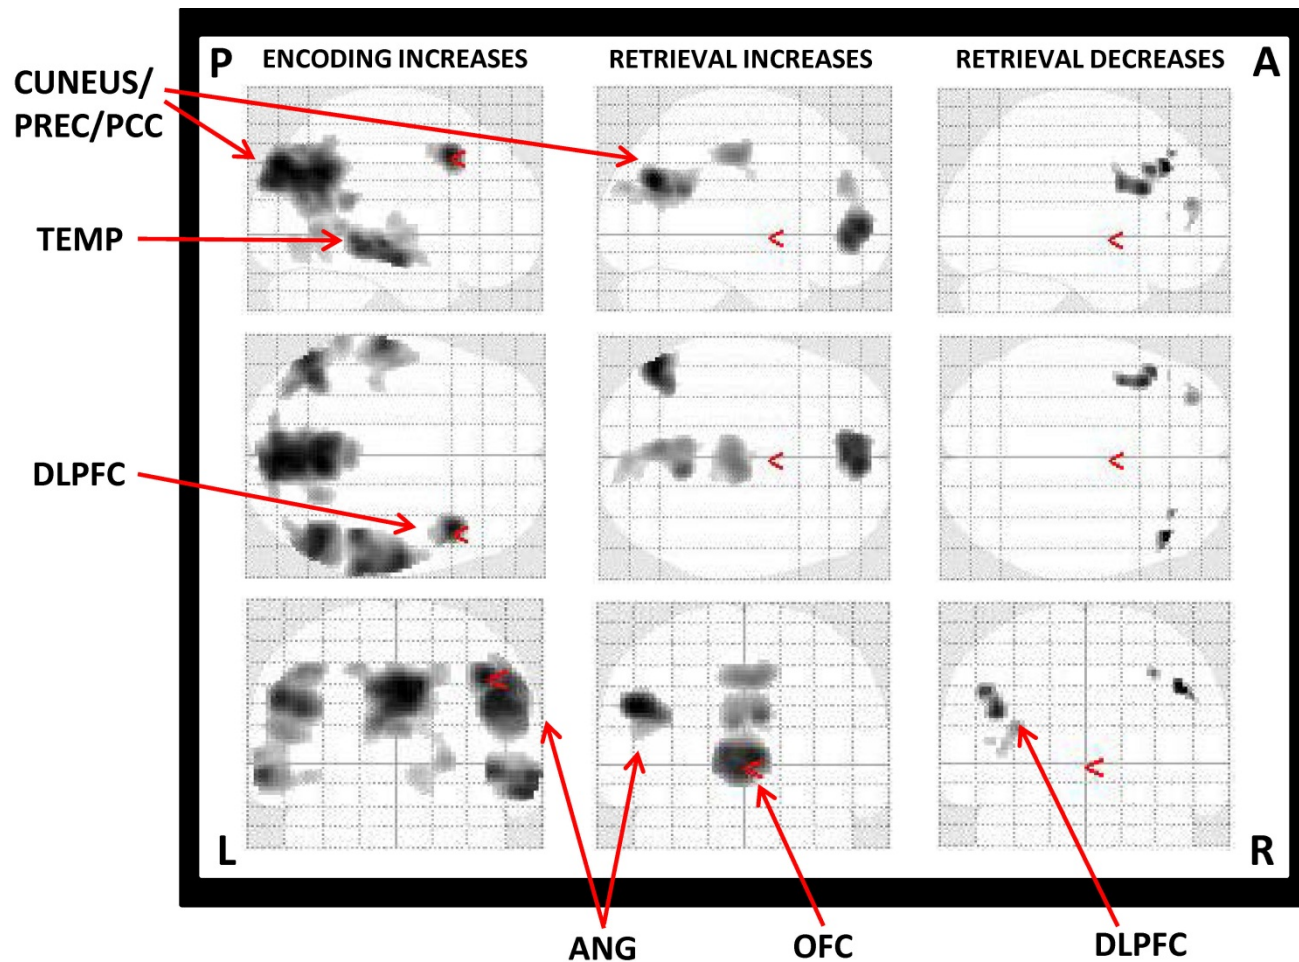 P
ENCODING INCREASES
RETRIEVAL INCREASES
RETRIEVAL DECREASES
A
CUNEUS/
PREC/PCC
TEMP
DLPFC
L
R
ANG
OFC
DLPFC